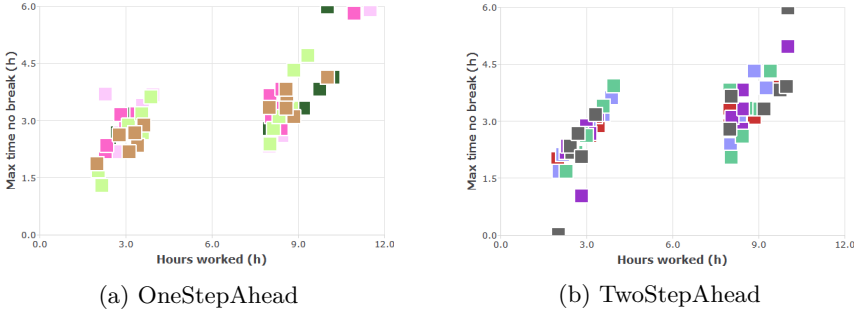 6.0
4.5
3.0
1.5
0.0
0.0 3.0 6.0 9.0 12.0
Max time no break (h)
Hours worked (h)
(a) OneStepAhead
6.0
4.5
3.0
1.5
0.0
0.0 3.0 6.0 9.0 12.0
Max time no break (h)
Hours worked (h)
(b) TwoStepAhead